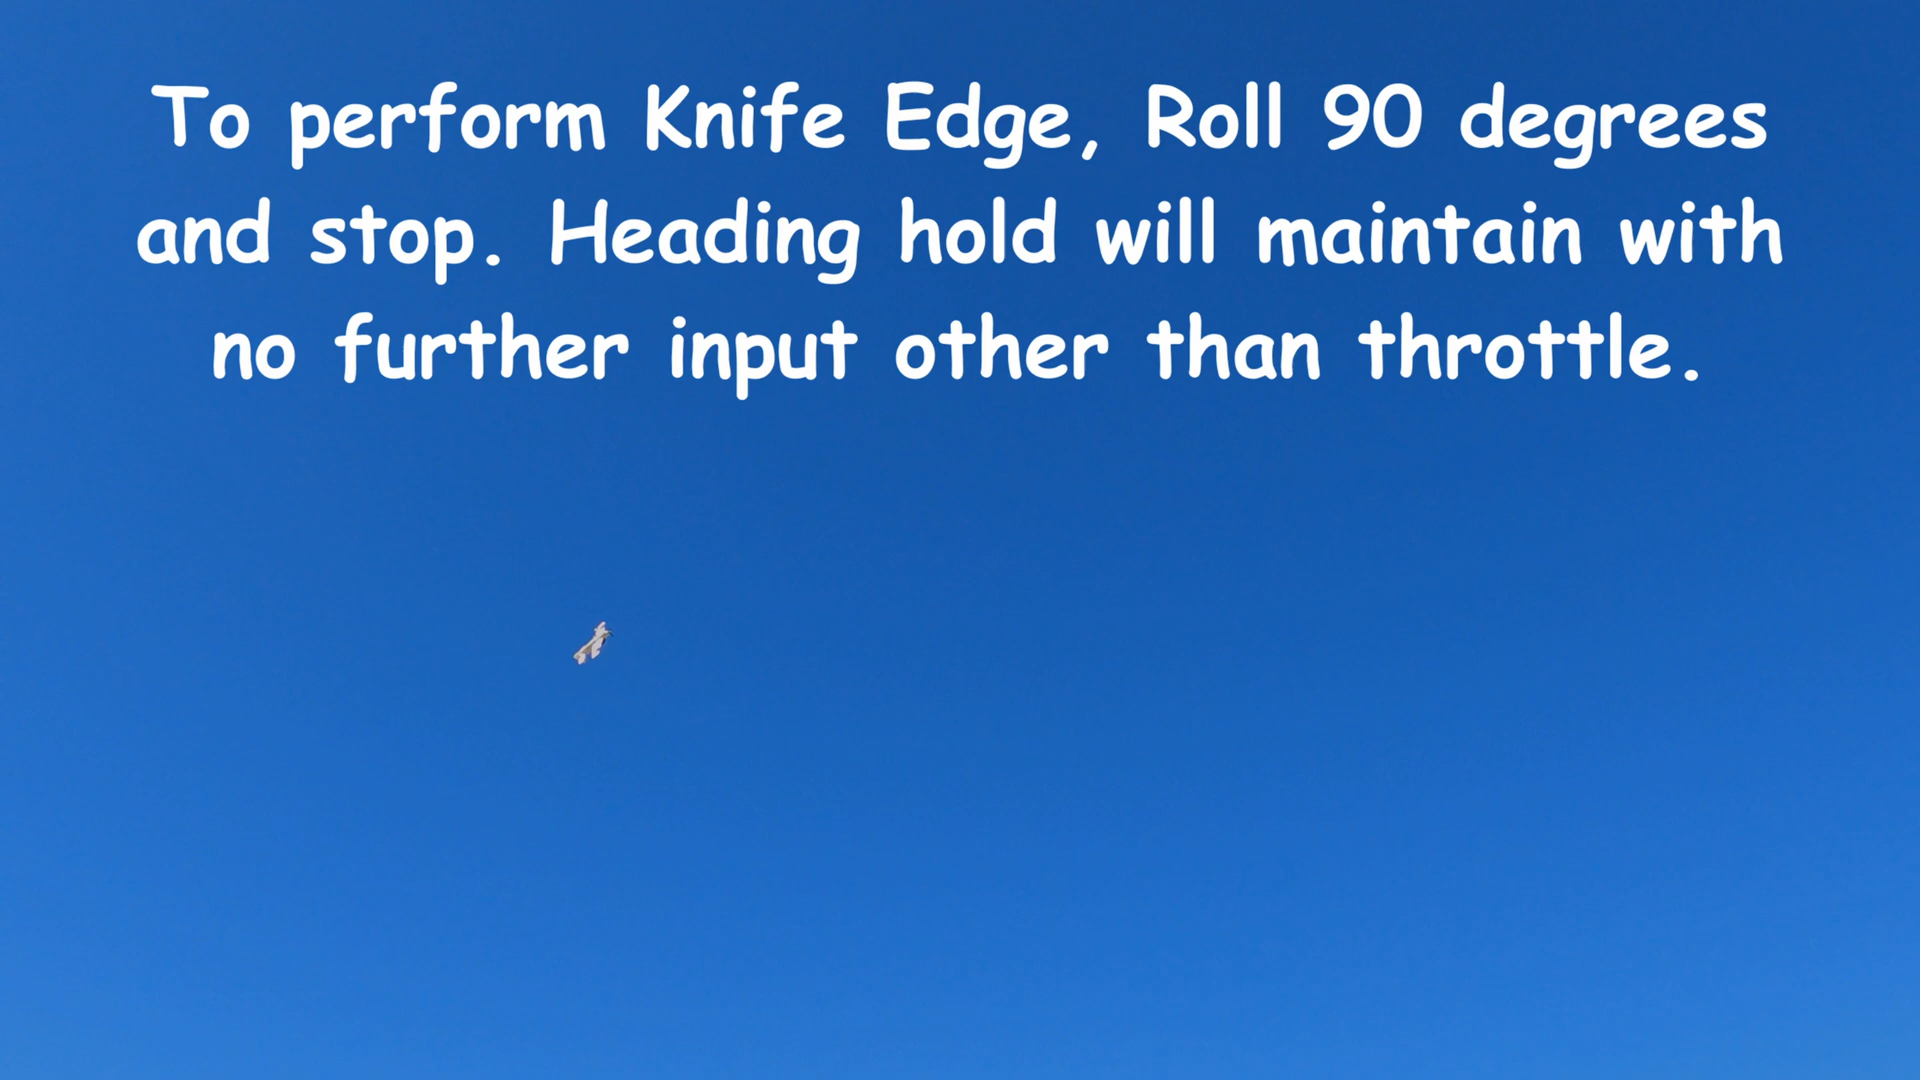 To perform Knife Edge, Roll 90 degrees
and stop. Heading hold will maintain with
no further input other than throttle.